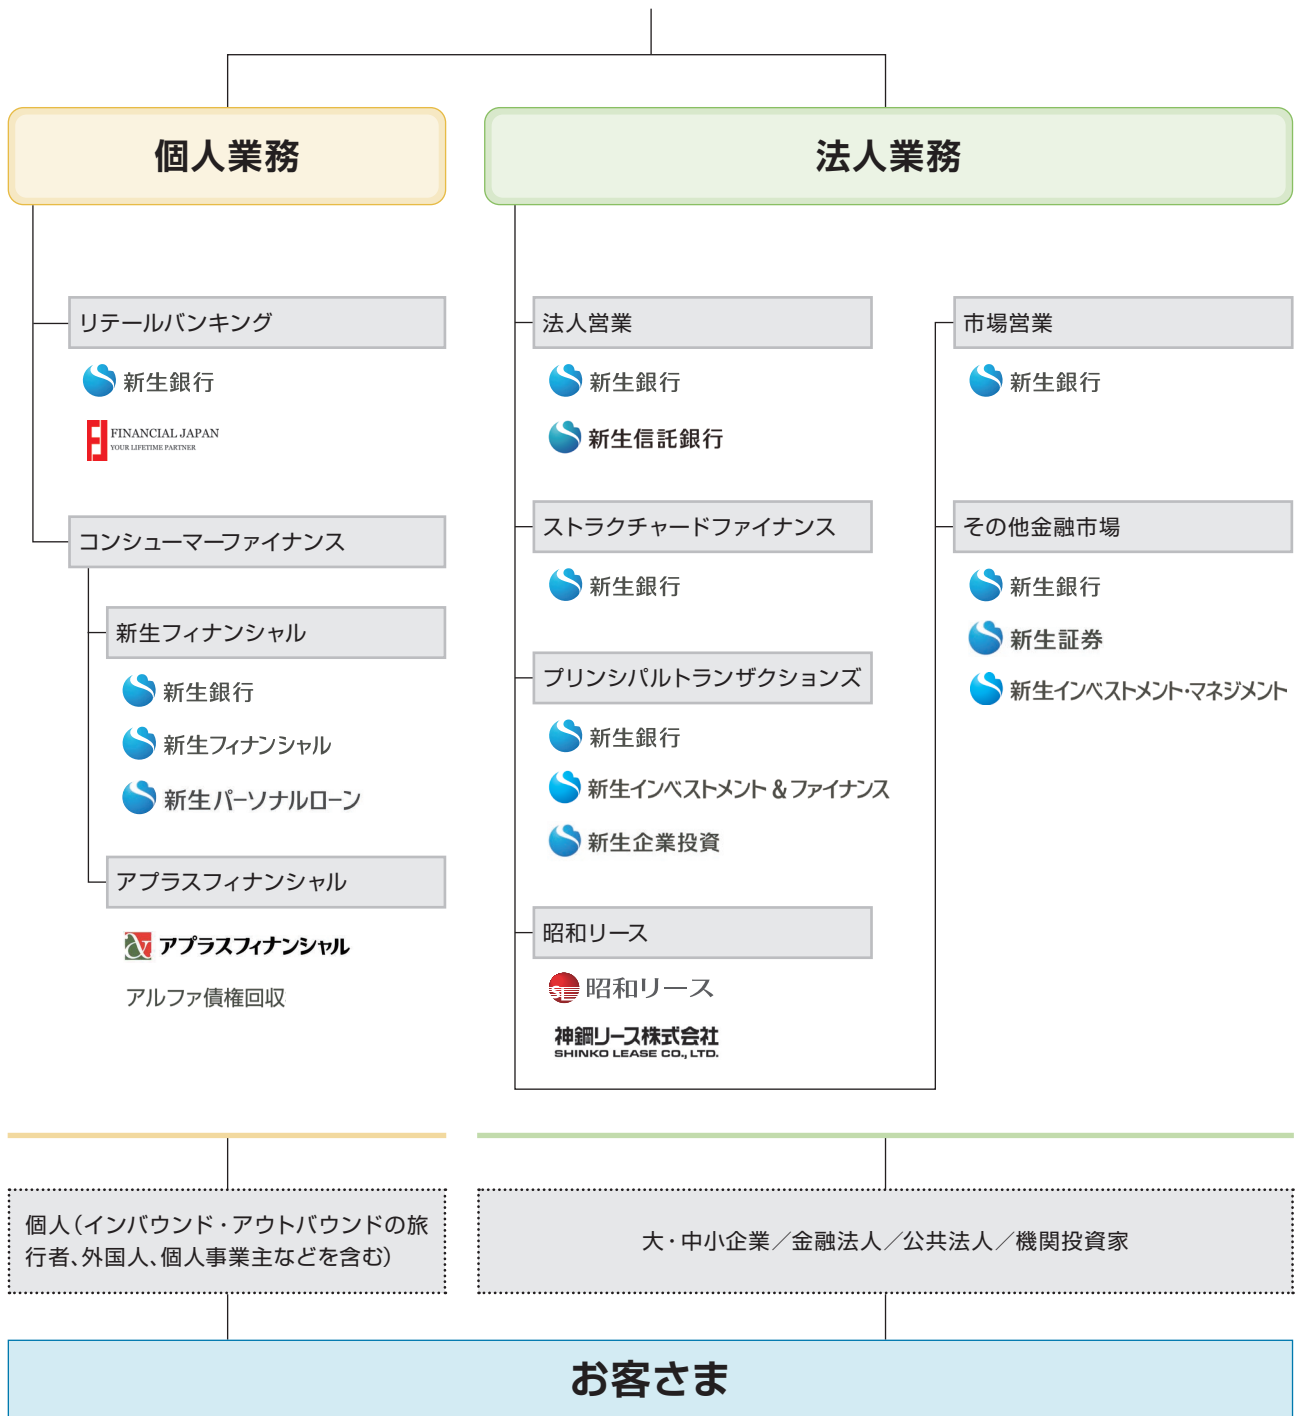 個人業務
リテールバンキング
新生銀行
FINANCIAL JAPAN
YOUR LIFETIME PARTNER
コンシューマーファイナンス
新生フィナンシャル
新生銀行
新生フィナンシャル
新生パーソナルローン
アプラスフィナンシャル
アプラスフィナンシャル
アルファ債権回収
法人業務
法人営業
新生銀行
新生信託銀行
ストラクチャードファイナンス
新生銀行
プリンシパルトランザクションズ
新生銀行
新生インベストメント&ファイナンス
新生企業投資
昭和リース
SL 昭和リース
神鋼リース株式会社
SHINKO LEASE CO., LTD.
市場営業
新生銀行
その他金融市場
新生銀行
新生証券
新生インベストメント・マネジメント
個人(インバウンド・アウトバウンドの旅
行者、外国人、個人事業主などを含む)
大・中小企業/金融法人/公共法人/機関投資家
お客さま